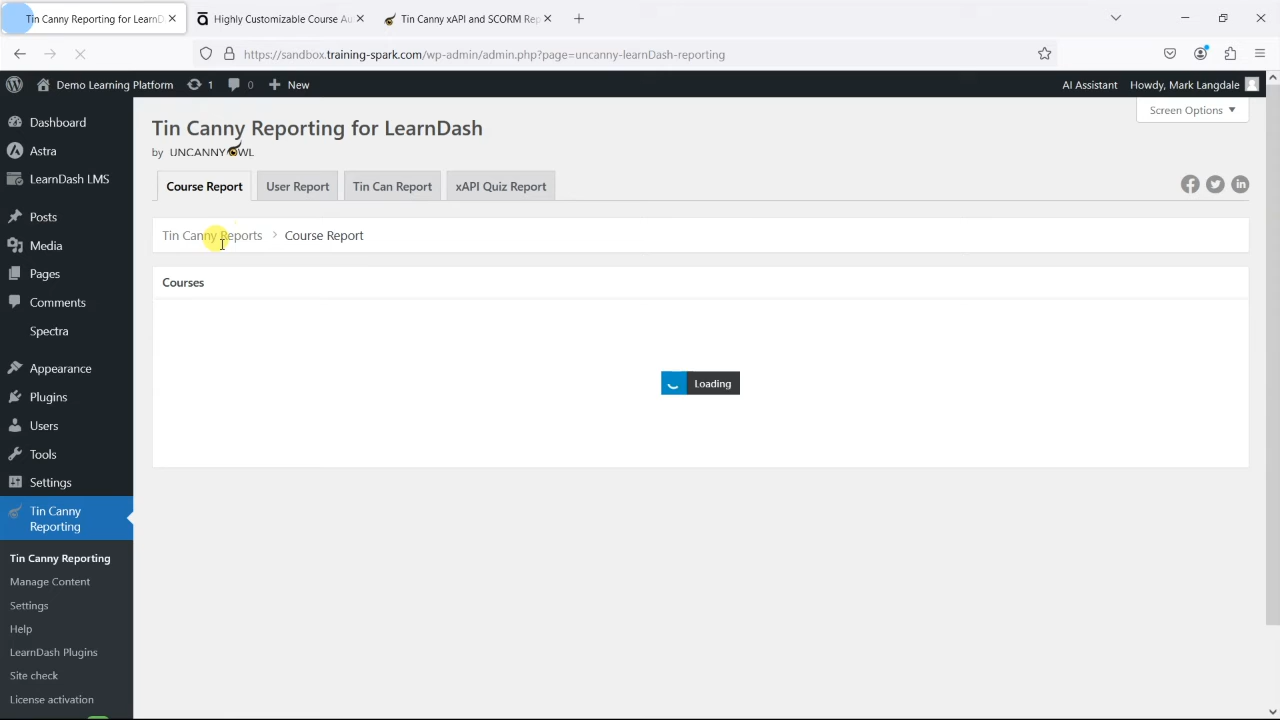 Tin Canny Reporting for LearnD
Highly Customizable Course Au
Tin Canny xAPI and SCORM Rep
https://sandbox.training-spark.com/wp-admin/admin.php?page=uncanny-learnDash-reporting
Demo Learning Platform
1
0
New
AI Assistant
Howdy, Mark Langdale
Screen Options
Dashboard
Astra
LearnDash LMS
Posts
Media
Pages
Comments
Spectra
Appearance
Plugins
Users
Tools
Settings
Tin Canny
Reporting
Tin Canny Reporting
Manage Content
Settings
Help
LearnDash Plugins
Site check
License activation
Tin Canny Reporting for LearnDash
by UNCANNY OWL
Course Report
User Report
Tin Can Report
xAPI Quiz Report
Tin Canny Reports > Course Report
Courses
Loading